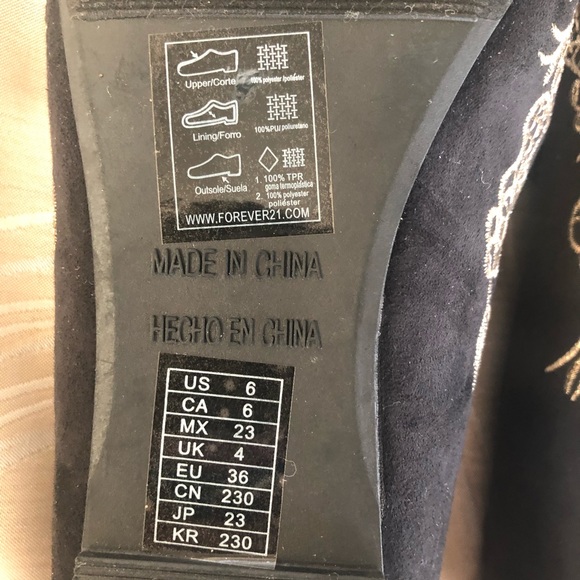 Upper/Corte
100% polyester /poliéster
Lining/Forro
100%PU/ poliuretano
Outsole/Suela
1. 100% TPR
goma termoplástica
2. 100% polyester
poliéster
WWW.FOREVER21.COM
MADE IN CHINA
HECHO EN CHINA
US 6
CA 6
MX 23
UK 4
EU 36
CN 230
JP 23
KR 230